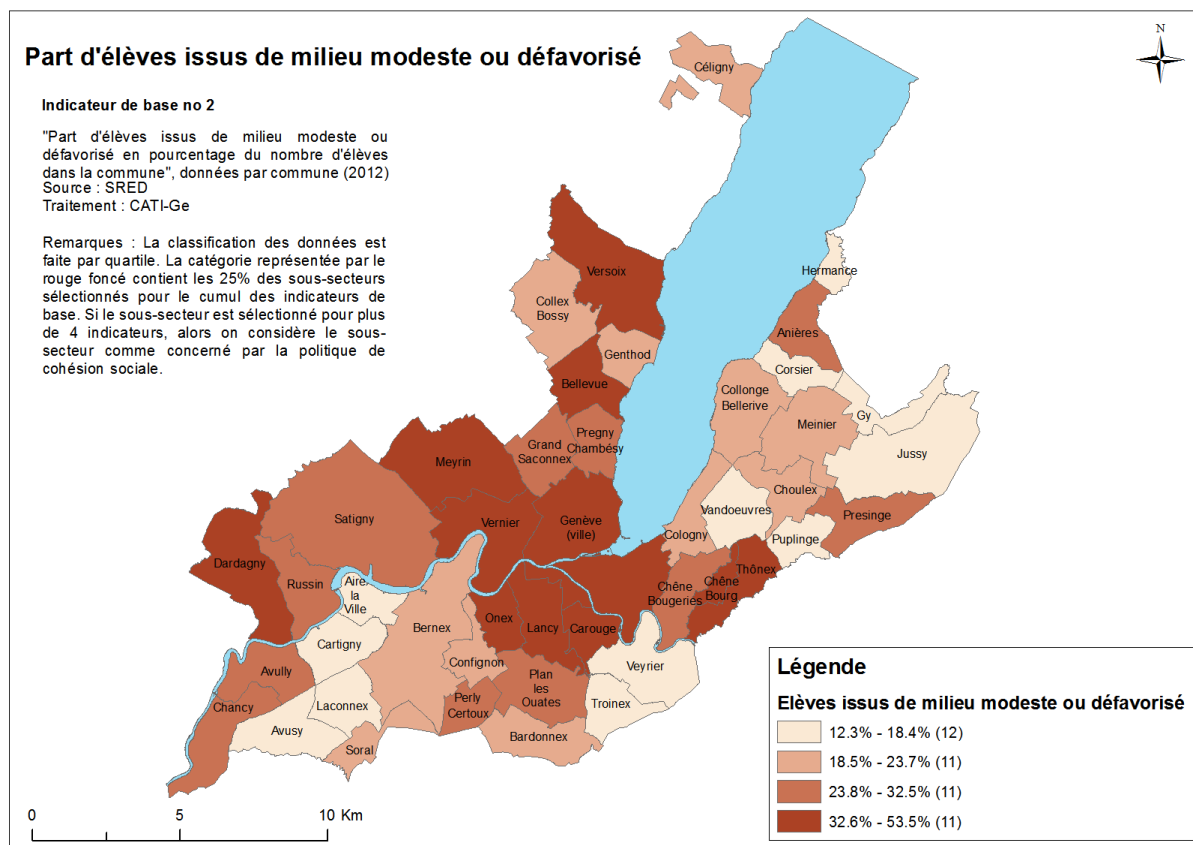 Part d'élèves issus de milieu modeste ou défavorisé
N
Indicateur de base no 2
"Part d'élèves issus de milieu modeste ou
défavorisé en pourcentage du nombre d'élèves
dans la commune", données par commune (2012)
Source : SRED
Traitement : CATI-Ge
Remarques : La classification des données est
faite par quartile. La catégorie représentée par le
rouge foncé contient les 25% des sous-secteurs
sélectionnés pour le cumul des indicateurs de
base. Si le sous-secteur est sélectionné pour plus
de 4 indicateurs, alors on considère le sous-
secteur comme concerné par la politique de
cohésion sociale.
Céligny
Versoix
Hermance
Collex
Bossy
Anières
Genthod
Corsier
Bellevue
Collonge
Bellerive
Gy
Meinier
Pregny
Chambésy
Grand
Saconnex
Jussy
Meyrin
Choulex
Satigny
Vandoeuvres
Presinge
Vernier
Genève
(ville)
Cologny
Puplinge
Dardagny
Thônex
Russin
Aire
la
Ville
Chêne
Bougeries
Chêne
Bourg
Onex
Lancy
Carouge
Bernex
Cartigny
Confignon
Veyrier
Avully
Plan
les
Ouates
Perly
Certoux
Chancy
Laconnex
Troinex
Avusy
Bardonnex
Soral
Légende
Elèves issus de milieu modeste ou défavorisé
12.3% - 18.4% (12)
18.5% - 23.7% (11)
23.8% - 32.5% (11)
32.6% - 53.5% (11)
0 5 10 Km